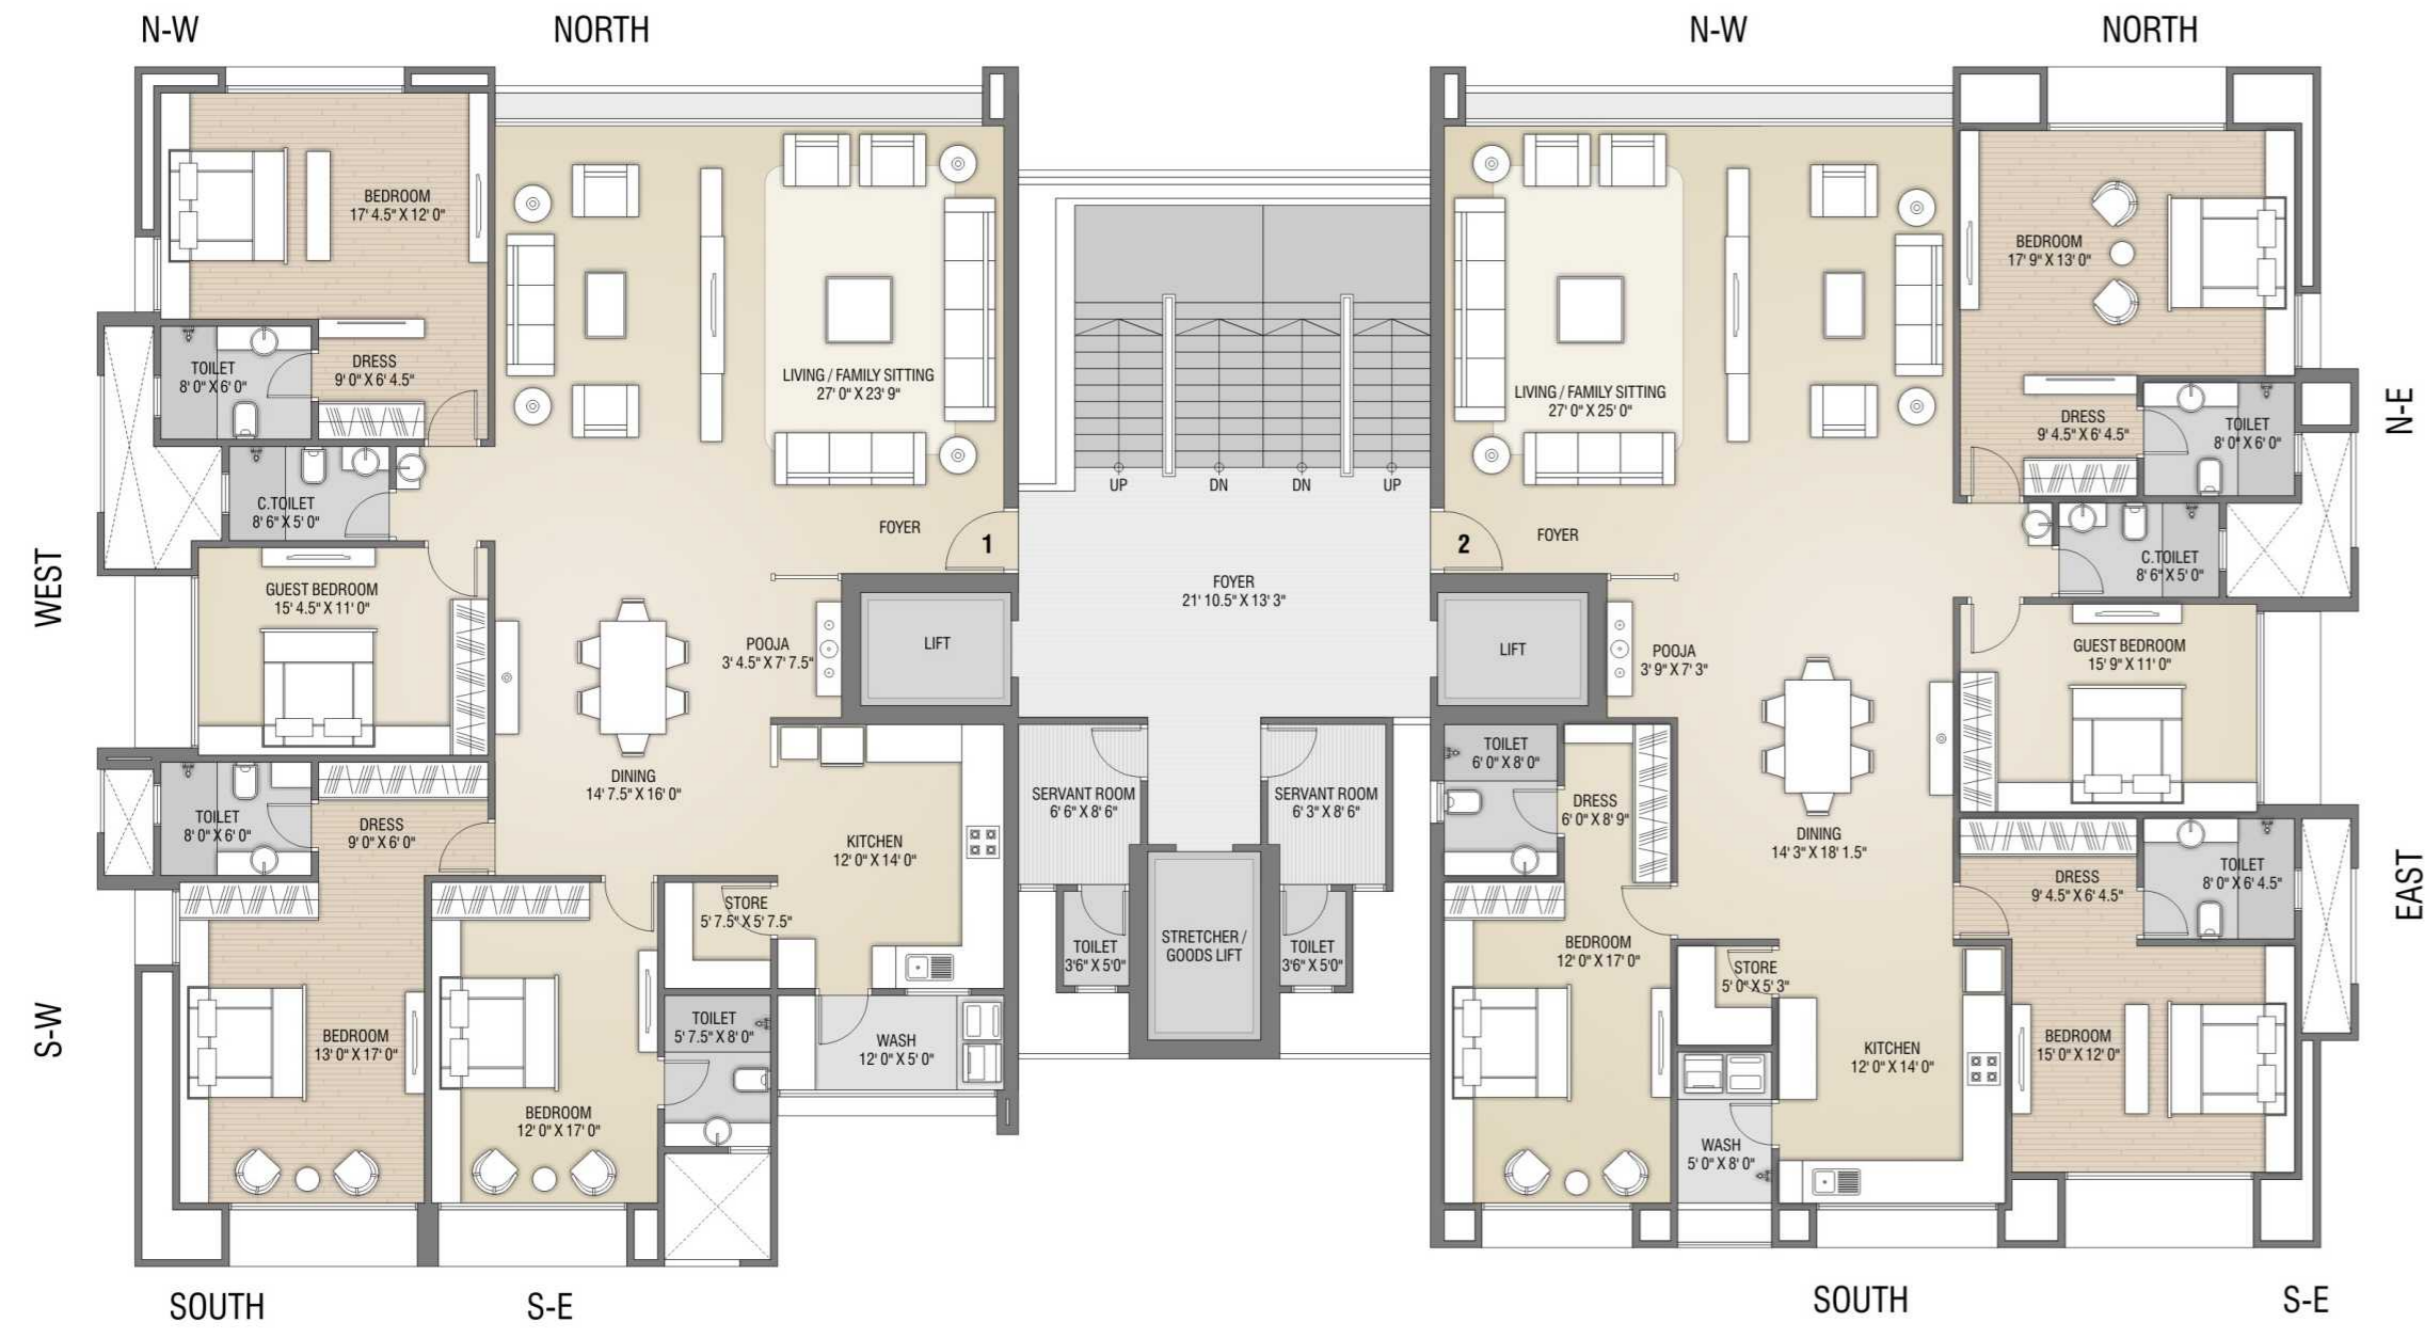 N-W
NORTH
N-W
NORTH
BEDROOM
17' 4.5" X 12' 0"
TOILET
8' 0" X 6' 0"
DRESS
9' 0" X 6' 4.5"
LIVING / FAMILY SITTING
27' 0" X 23' 9"
C.TOILET
8' 6" X 5' 0"
FOYER
1
GUEST BEDROOM
15' 4.5" X 11' 0"
POOJA
3' 4.5" X 7' 7.5"
LIFT
DINING
14' 7.5" X 16' 0"
TOILET
8' 0" X 6' 0"
DRESS
9' 0" X 6' 0"
KITCHEN
12' 0" X 14' 0"
STORE
5' 7.5" X 5' 7.5"
BEDROOM
13' 0" X 17' 0"
BEDROOM
12' 0" X 17' 0"
TOILET
5' 7.5" X 8' 0"
WASH
12' 0" X 5' 0"
WEST
S-W
SOUTH
S-E
UP
DN
DN
UP
FOYER
21' 10.5" X 13' 3"
SERVANT ROOM
6' 6" X 8' 6"
SERVANT ROOM
6' 3" X 8' 6"
TOILET
3'6" X 5'0"
STRETCHER /
GOODS LIFT
TOILET
3'6" X 5'0"
LIVING / FAMILY SITTING
27' 0" X 25' 0"
BEDROOM
17' 9" X 13' 0"
DRESS
9' 4.5" X 6' 4.5"
TOILET
8' 0" X 6' 0"
2
FOYER
C.TOILET
8' 6" X 5' 0"
LIFT
POOJA
3' 9" X 7' 3"
GUEST BEDROOM
15' 9" X 11' 0"
TOILET
6' 0" X 8' 0"
DRESS
6' 0" X 8' 9"
DINING
14' 3" X 18' 1.5"
DRESS
9' 4.5" X 6' 4.5"
TOILET
8' 0" X 6' 4.5"
BEDROOM
12' 0" X 17' 0"
STORE
5' 0" X 5' 3"
KITCHEN
12' 0" X 14' 0"
BEDROOM
15' 0" X 12' 0"
WASH
5' 0" X 8' 0"
N-E
EAST
SOUTH
S-E